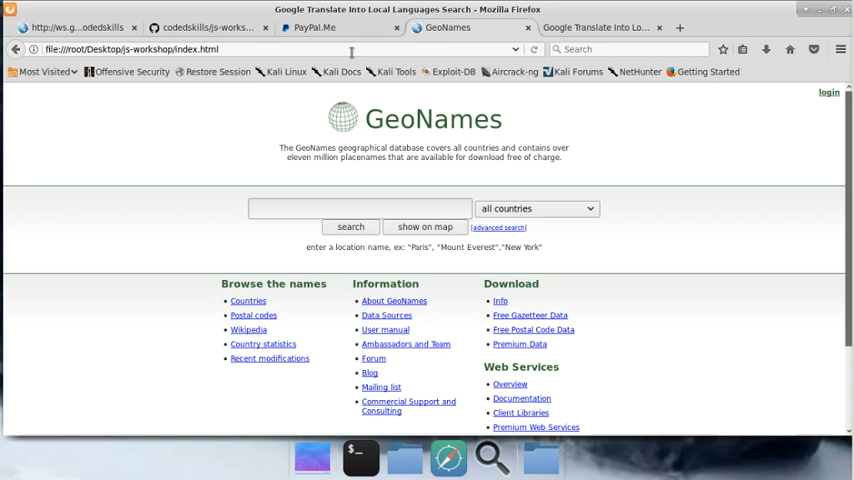 Google Translate Into Local Languages Search - Mozilla Firefox
http://ws.g...odedskills
codedskills/js-works...
PayPal.Me
GeoNames
Google Translate Into Lo...
file:///root/Desktop/js-workshop/index.html
Search
Most Visited
Offensive Security
Restore Session
Kali Linux
Kali Docs
Kali Tools
Exploit-DB
Aircrack-ng
Kali Forums
NetHunter
Getting Started
login
GeoNames
The GeoNames geographical database covers all countries and contains over
eleven million placenames that are available for download free of charge.
all countries
search
show on map
[advanced search]
enter a location name, ex: "Paris", "Mount Everest","New York"
Browse the names
Countries
Postal codes
Wikipedia
Country statistics
Recent modifications
Information
About GeoNames
Data Sources
User manual
Ambassadors and Team
Forum
Blog
Mailing list
Commercial Support and
Consulting
Download
Info
Free Gazetteer Data
Free Postal Code Data
Premium Data
Web Services
Overview
Documentation
Client Libraries
Premium Web Services
$_